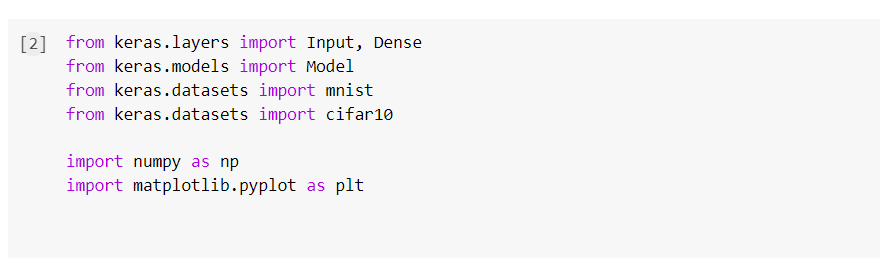 [2] from keras.layers import Input, Dense
from keras.models import Model
from keras.datasets import mnist
from keras.datasets import cifar10
import numpy as np
import matplotlib.pyplot as plt